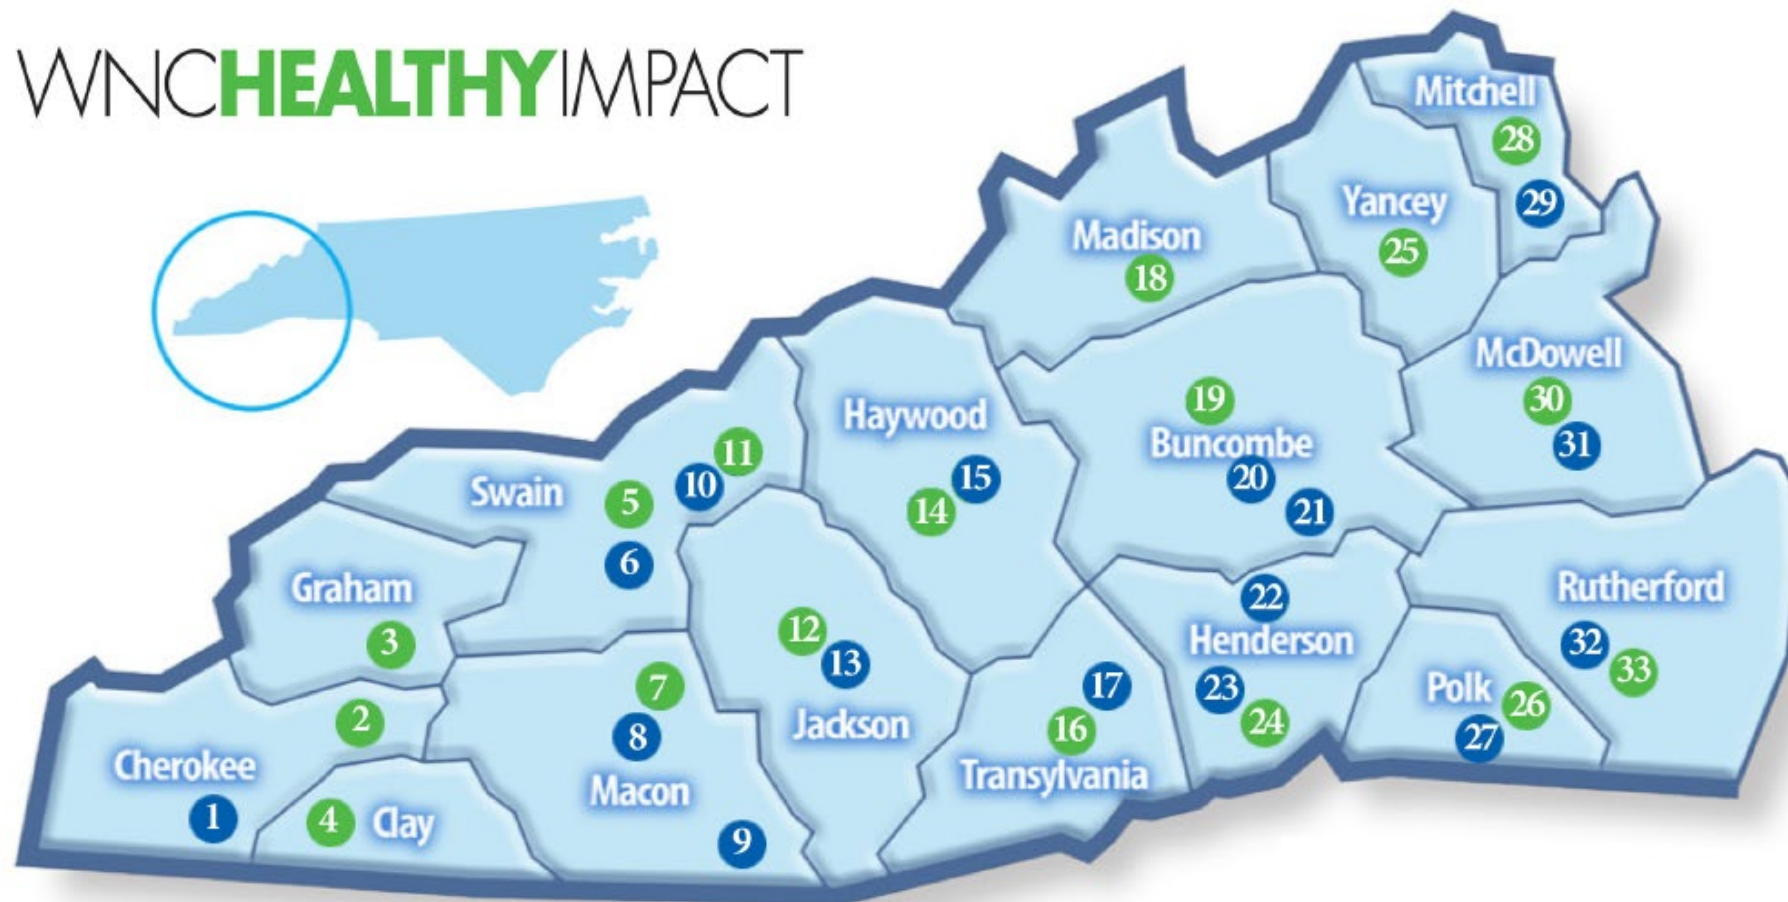 WNCHEALTHYIMPACT
Mitchell
28
29
Yancey
25
Madison
18
McDowell
30
31
Buncombe
19
20
21
Haywood
15
14
Swain
5
10
11
6
Graham
3
Cherokee
2
1
Clay
4
Macon
7
8
9
Jackson
12
13
Transylvania
17
16
Henderson
22
23
24
Polk
26
27
Rutherford
32
33